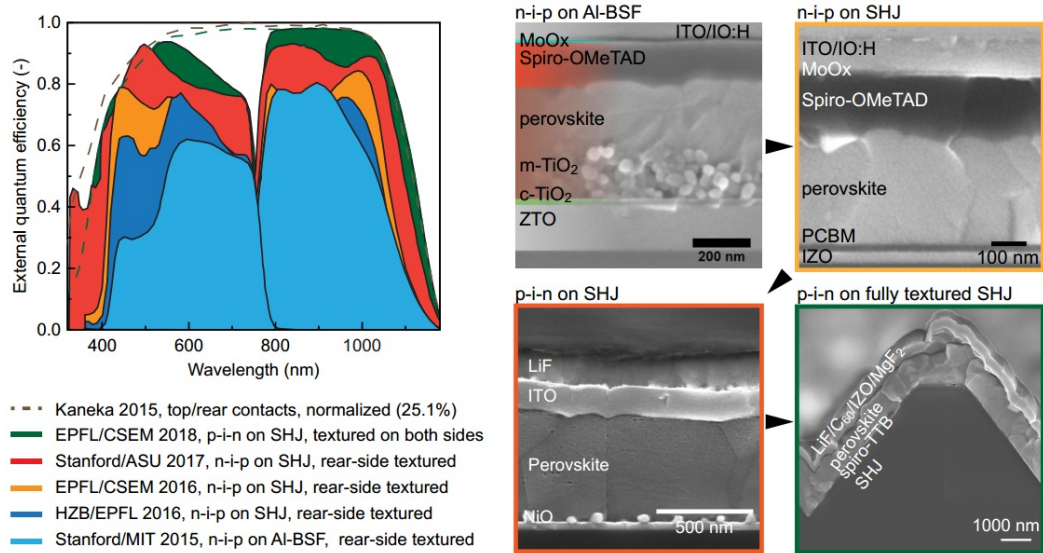 1.0
0.8
0.6
0.4
0.2
0.0
External quantum efficiency (-)
400 600 800 1000
Wavelength (nm)
Kaneka 2015, top/rear contacts, normalized (25.1%)
EPFL/CSEM 2018, p-i-n on SHJ, textured on both sides
Stanford/ASU 2017, n-i-p on SHJ, rear-side textured
EPFL/CSEM 2016, n-i-p on SHJ, rear-side textured
HZB/EPFL 2016, n-i-p on SHJ, rear-side textured
Stanford/MIT 2015, n-i-p on Al-BSF, rear-side textured
n-i-p on Al-BSF
ITO/IO:H
MoOx
Spiro-OMeTAD
perovskite
m-TiO₂
c-TiO₂
ZTO
200 nm
n-i-p on SHJ
ITO/IO:H
MoOx
Spiro-OMeTAD
perovskite
PCBM
IZO
100 nm
p-i-n on SHJ
LiF
ITO
Perovskite
NiO
500 nm
p-i-n on fully textured SHJ
LiF/C₆₀/IZO/MgF₂
perovskite
spiro-TTB
SHJ
1000 nm